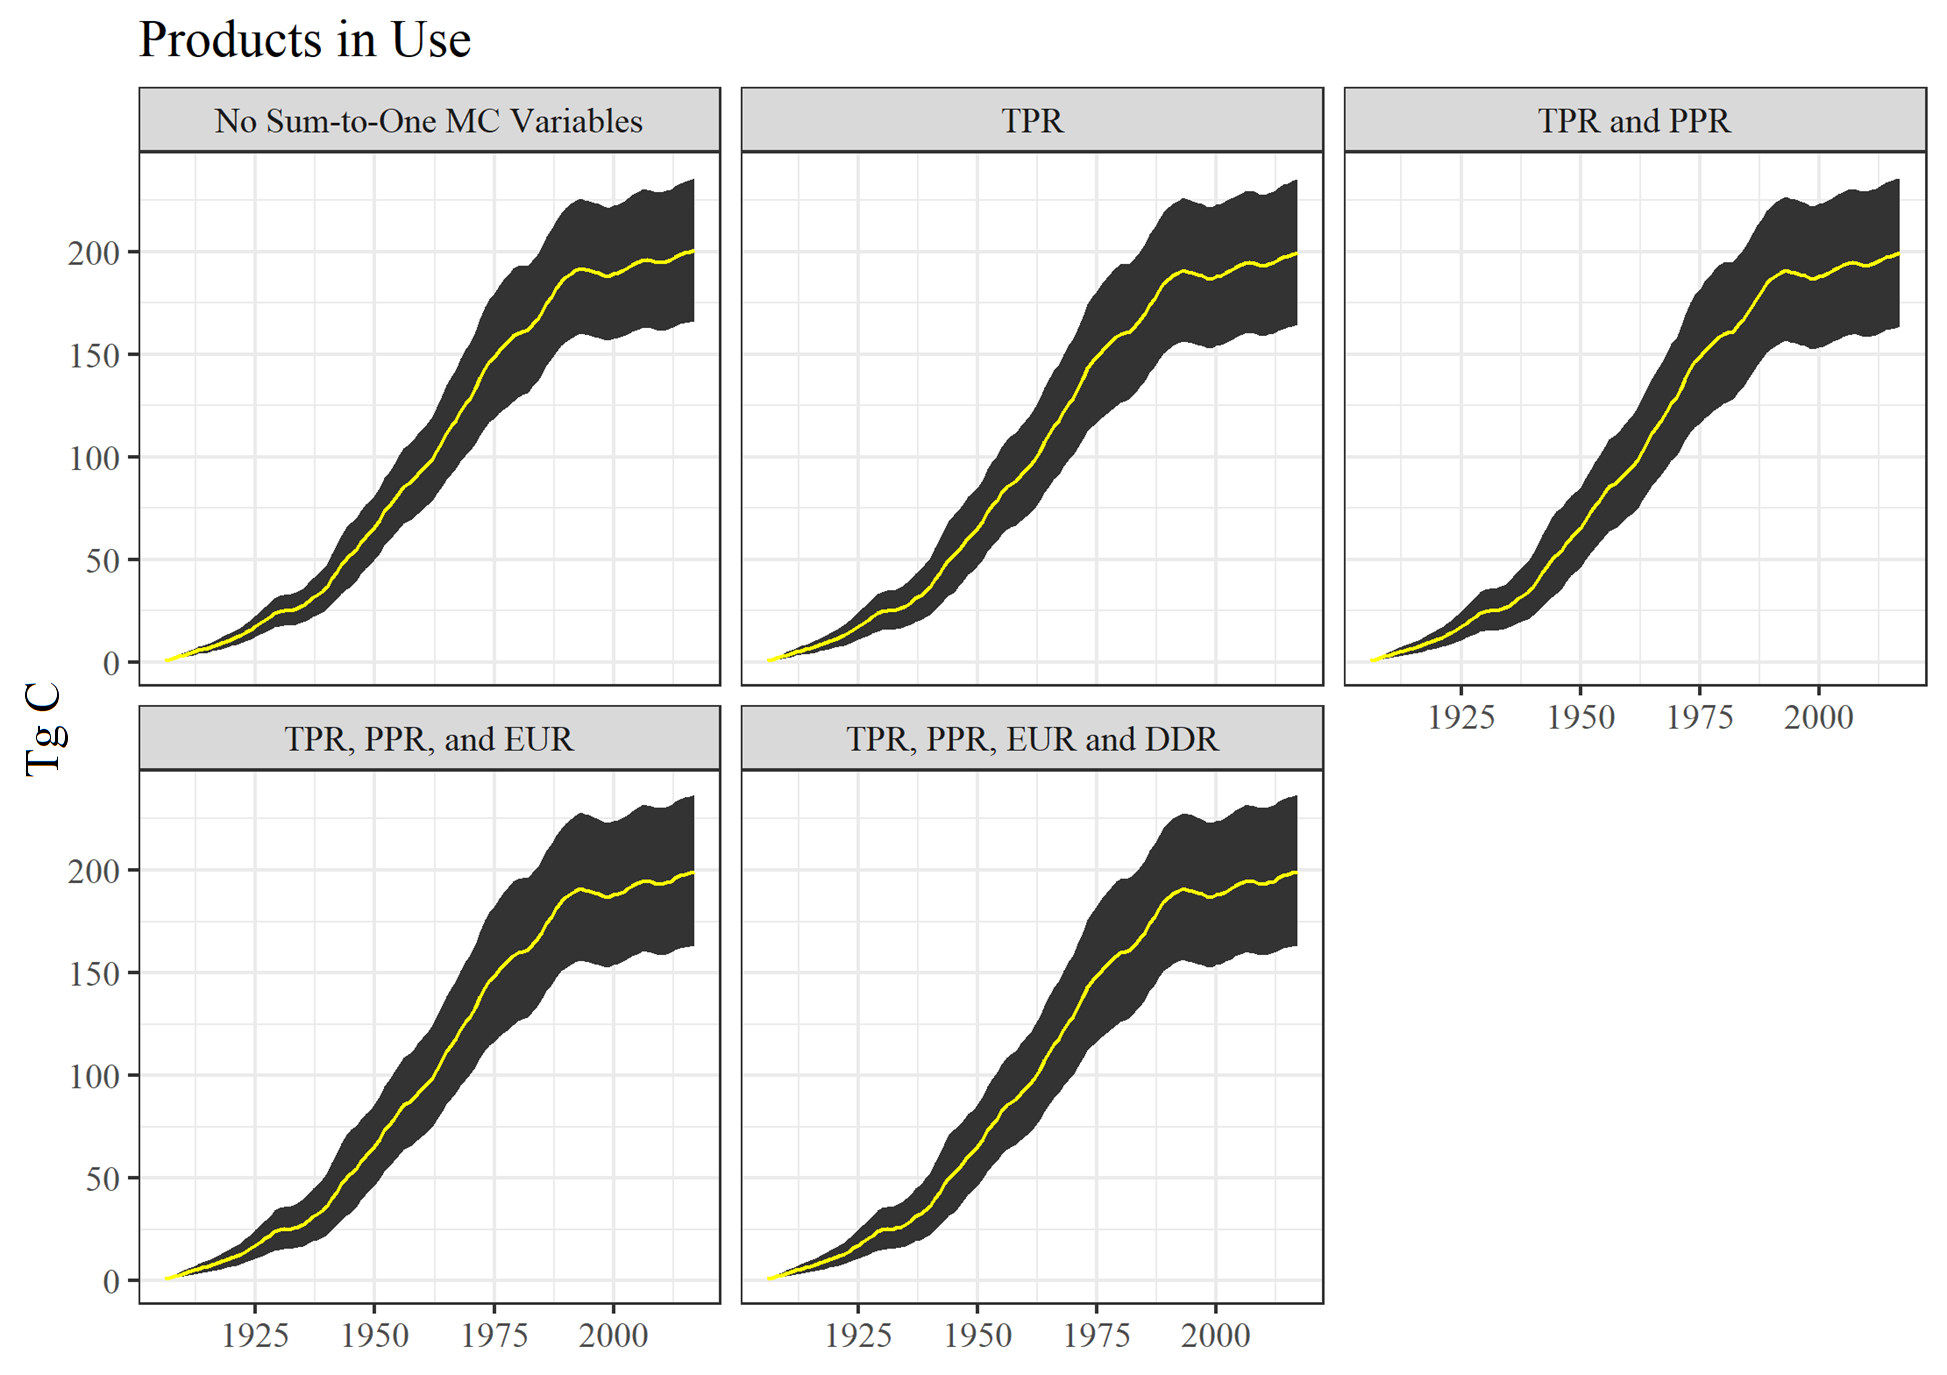 Products in Use
No Sum-to-One MC Variables
TPR
TPR and PPR
200
150
100
50
0
1925 1950 1975 2000
Tg C
TPR, PPR, and EUR
TPR, PPR, EUR and DDR
200
150
100
50
0
1925 1950 1975 2000
1925 1950 1975 2000